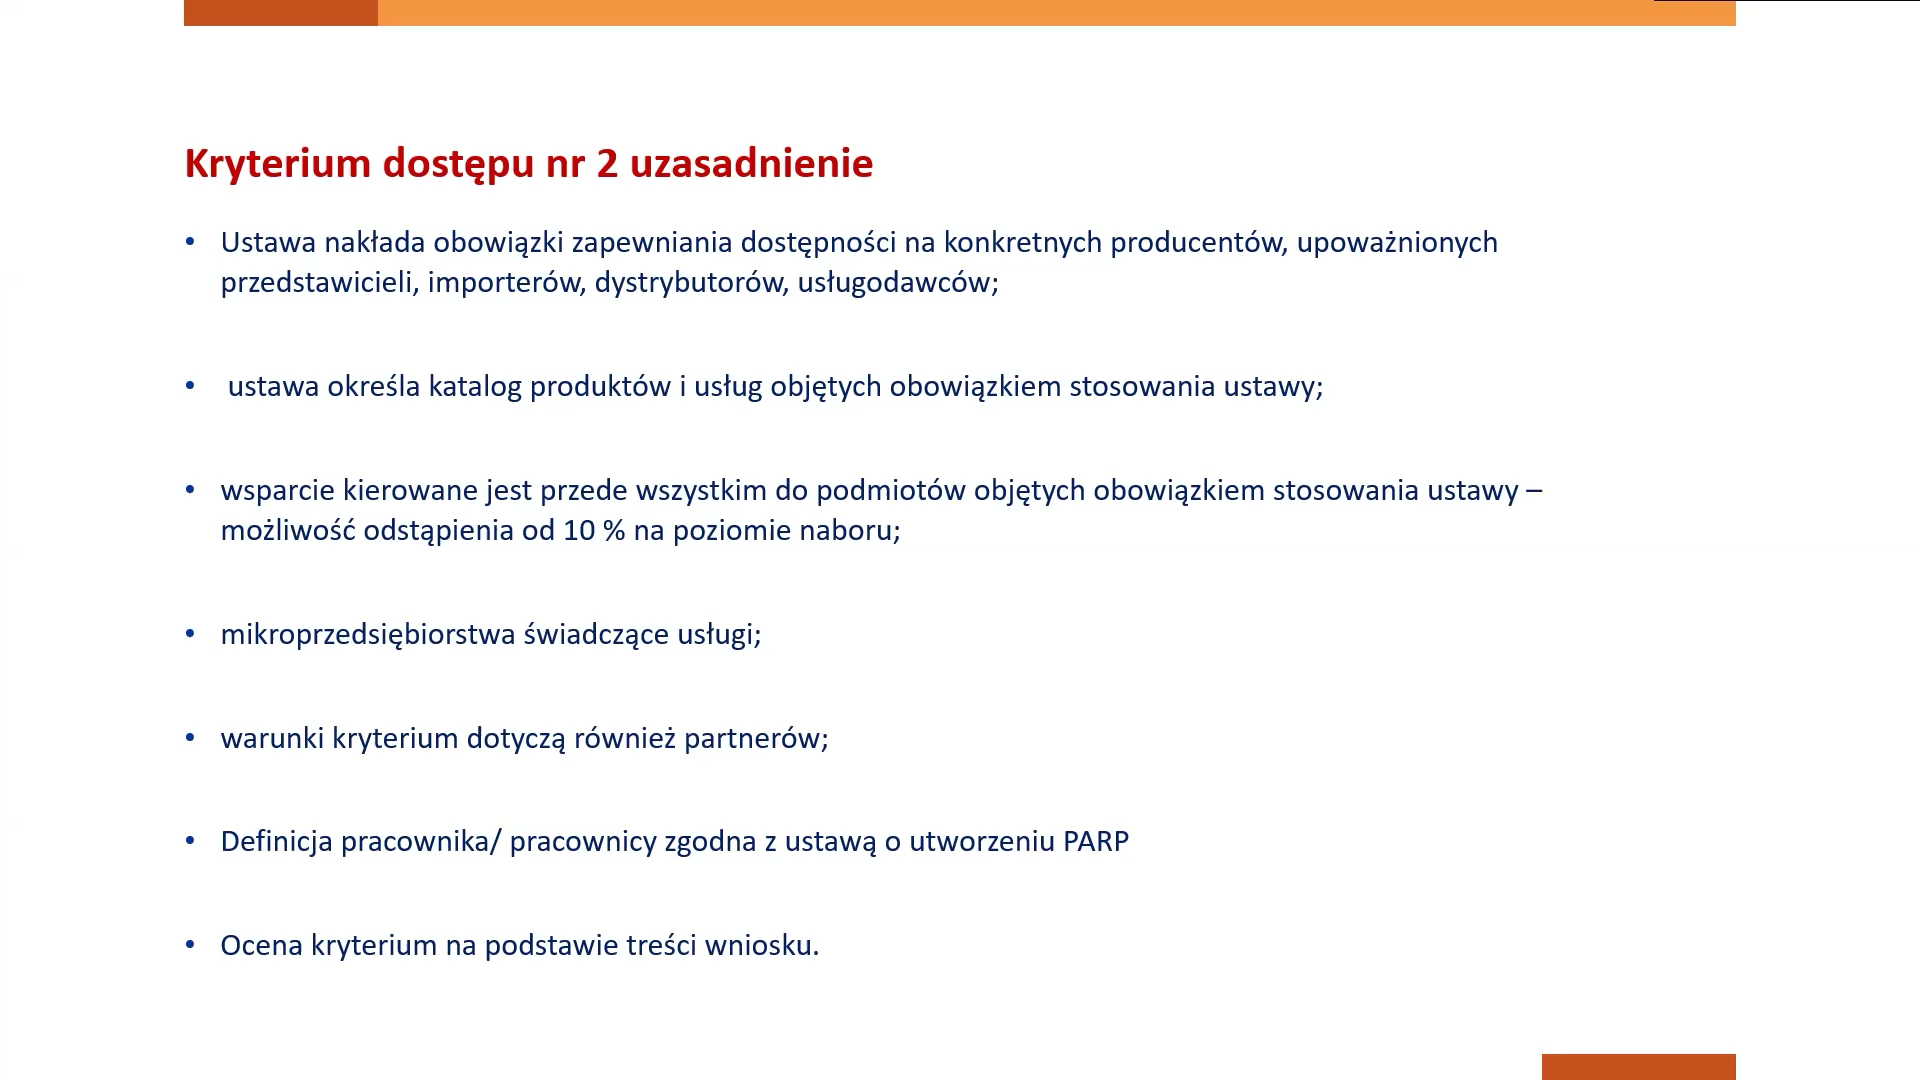 Kryterium dostępu nr 2 uzasadnienie
• Ustawa nakłada obowiązki zapewniania dostępności na konkretnych producentów, upoważnionych
przedstawicieli, importerów, dystrybutorów, usługodawców;
• ustawa określa katalog produktów i usług objętych obowiązkiem stosowania ustawy;
• wsparcie kierowane jest przede wszystkim do podmiotów objętych obowiązkiem stosowania ustawy –
możliwość odstąpienia od 10 % na poziomie naboru;
• mikroprzedsiębiorstwa świadczące usługi;
• warunki kryterium dotyczą również partnerów;
• Definicja pracownika/ pracownicy zgodna z ustawą o utworzeniu PARP
• Ocena kryterium na podstawie treści wniosku.